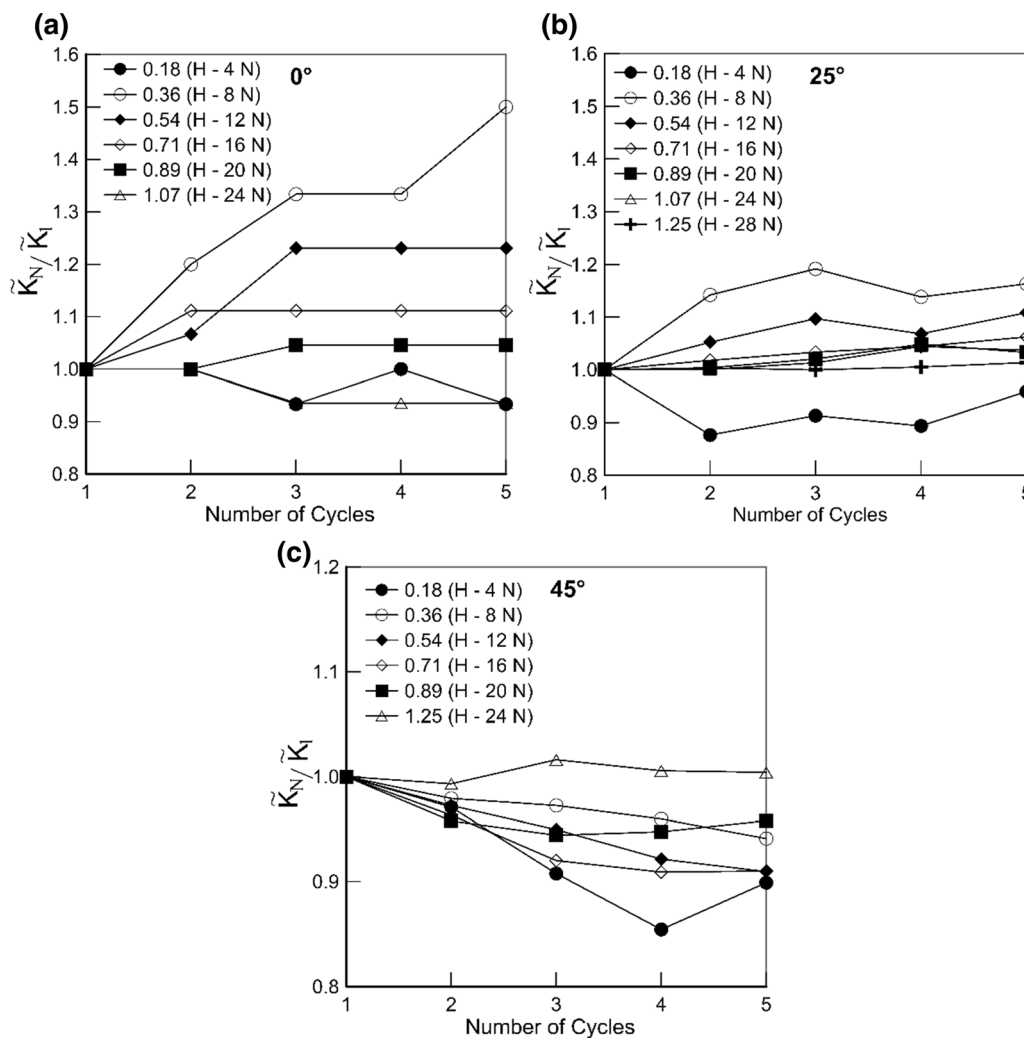 (a)
0°
0.18 (H - 4 N)
0.36 (H - 8 N)
0.54 (H - 12 N)
0.71 (H - 16 N)
0.89 (H - 20 N)
1.07 (H - 24 N)
1.6
1.5
1.4
1.3
1.2
1.1
1.0
0.9
0.8
K̃N/K̃I
1 2 3 4 5
Number of Cycles
(b)
25°
0.18 (H - 4 N)
0.36 (H - 8 N)
0.54 (H - 12 N)
0.71 (H - 16 N)
0.89 (H - 20 N)
1.07 (H - 24 N)
1.25 (H - 28 N)
1.6
1.5
1.4
1.3
1.2
1.1
1.0
0.9
0.8
K̃N/K̃I
1 2 3 4 5
Number of Cycles
(c)
45°
0.18 (H - 4 N)
0.36 (H - 8 N)
0.54 (H - 12 N)
0.71 (H - 16 N)
0.89 (H - 20 N)
1.25 (H - 24 N)
1.2
1.1
1.0
0.9
0.8
K̃N/K̃I
1 2 3 4 5
Number of Cycles